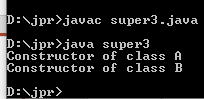 D:\jpr>javac super3.java
D:\jpr>java super3
Constructor of class A
Constructor of class B
D:\jpr>